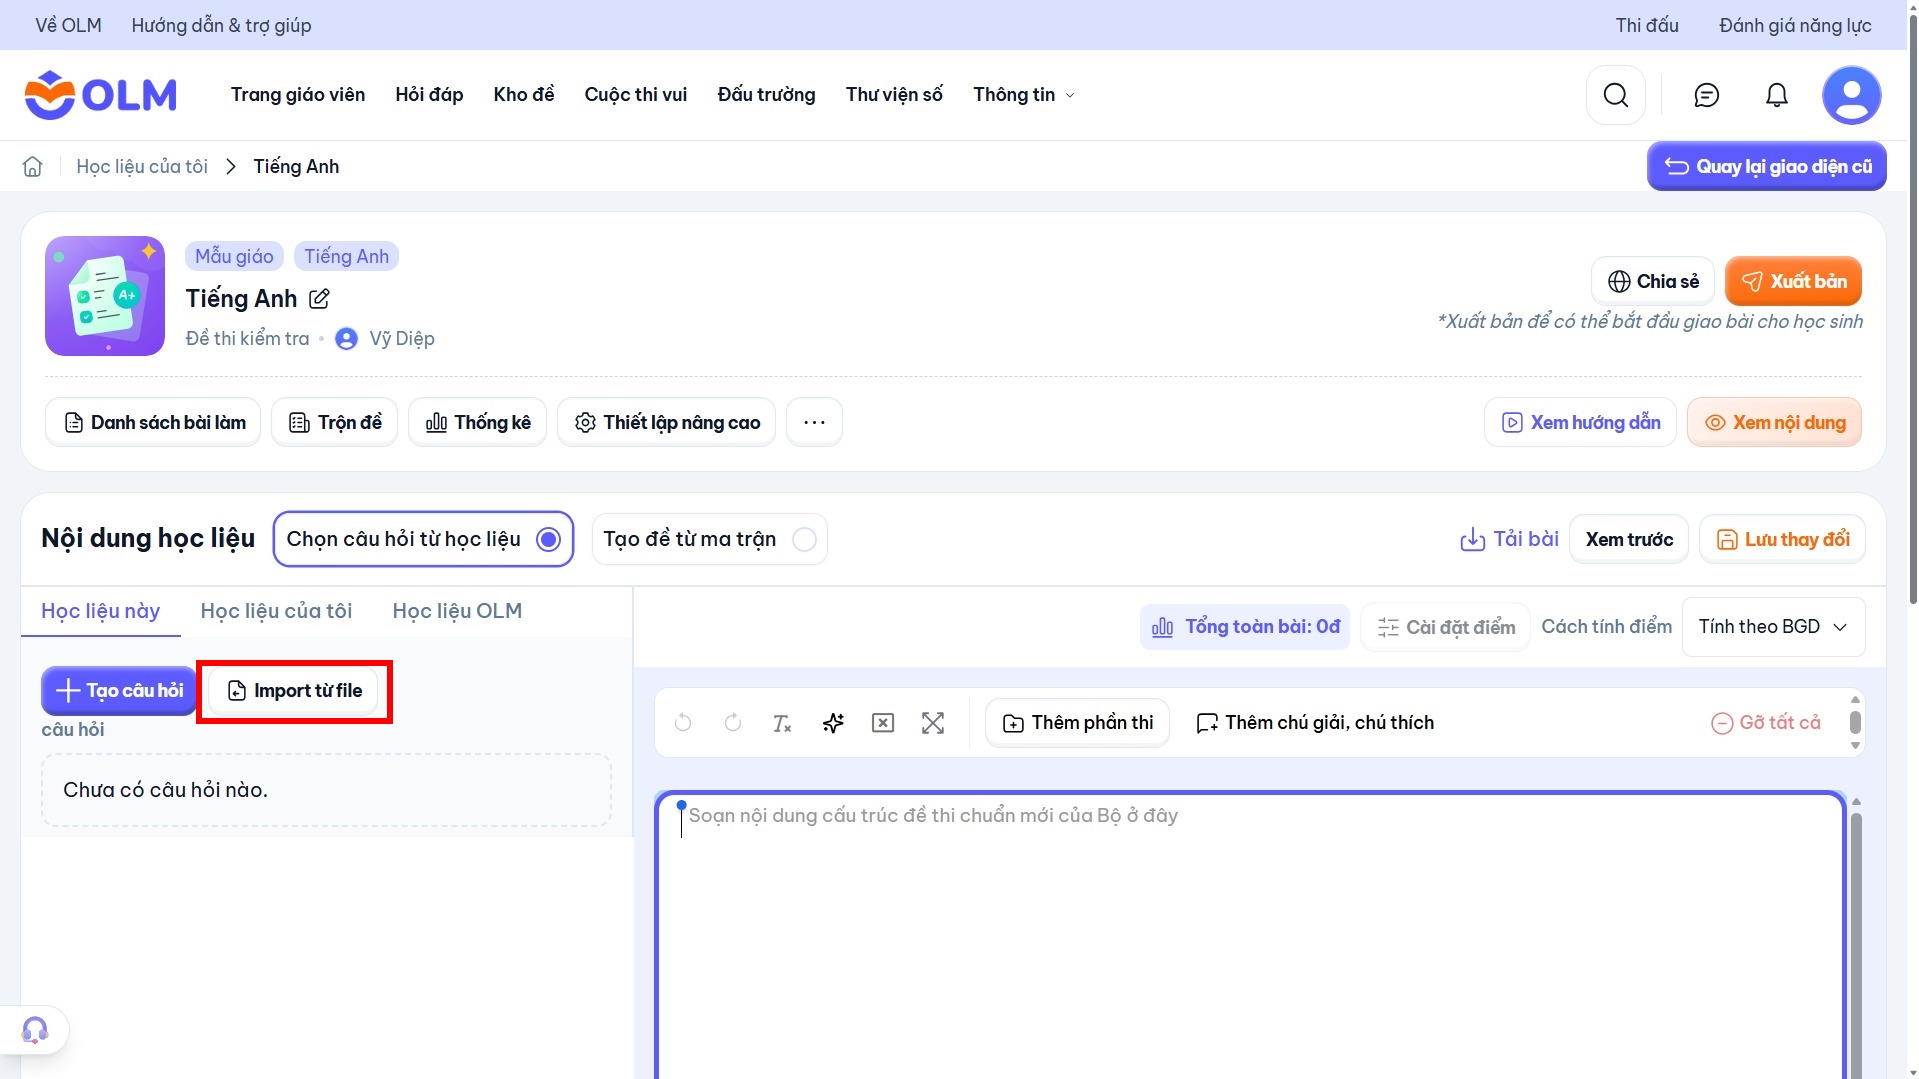 Về OLM Hướng dẫn & trợ giúp Thi đấu Đánh giá năng lực
OLM Trang giáo viên Hỏi đáp Kho đề Cuộc thi vui Đấu trường Thư viện số Thông tin
Học liệu của tôi Tiếng Anh Quay lại giao diện cũ
Mẫu giáo Tiếng Anh
A+
Tiếng Anh
Chia sẻ Xuất bản
*Xuất bản để có thể bắt đầu giao bài cho học sinh
Đề thi kiểm tra • Vỹ Diệp
Danh sách bài làm Trộn đề Thống kê Thiết lập nâng cao ... Xem hướng dẫn Xem nội dung
Nội dung học liệu Chọn câu hỏi từ học liệu Tạo đề từ ma trận Tải bài Xem trước Lưu thay đổi
Học liệu này Học liệu của tôi Học liệu OLM
Tổng toàn bài: 0đ Cài đặt điểm Cách tính điểm Tính theo BGD
Tạo câu hỏi Import từ file
câu hỏi
Chưa có câu hỏi nào.
Thêm phần thi Thêm chú giải, chú thích Gỡ tất cả
Soạn nội dung cấu trúc đề thi chuẩn mới của Bộ ở đây